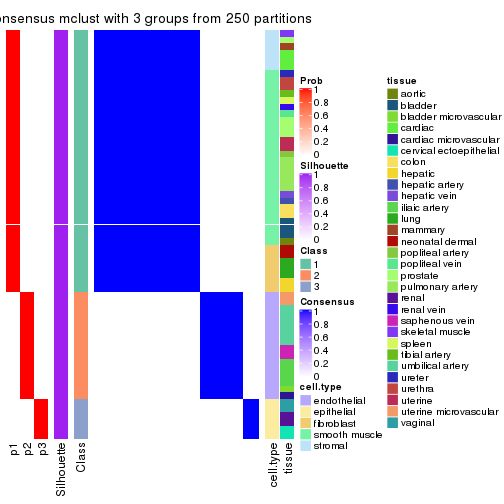 onsensus mclust with 3 groups from 250 partitions
Prob
1
0.8
0.6
0.4
0.2
0
Silhouette
1
0.8
0.6
0.4
0.2
0
Class
1
2
3
Consensus
1
0.8
0.6
0.4
0.2
0
cell.type
endothelial
epithelial
fibroblast
smooth muscle
stromal
tissue
aortic
bladder
bladder microvascular
cardiac
cardiac microvascular
cervical ectoepithelial
colon
hepatic
hepatic artery
hepatic vein
iliaic artery
lung
mammary
neonatal dermal
popliteal artery
popliteal vein
prostate
pulmonary artery
renal
renal vein
saphenous vein
skeletal muscle
spleen
tibial artery
umbilical artery
ureter
urethra
uterine
uterine microvascular
vaginal
p1
p2
p3
Silhouette
Class
cell.type
tissue